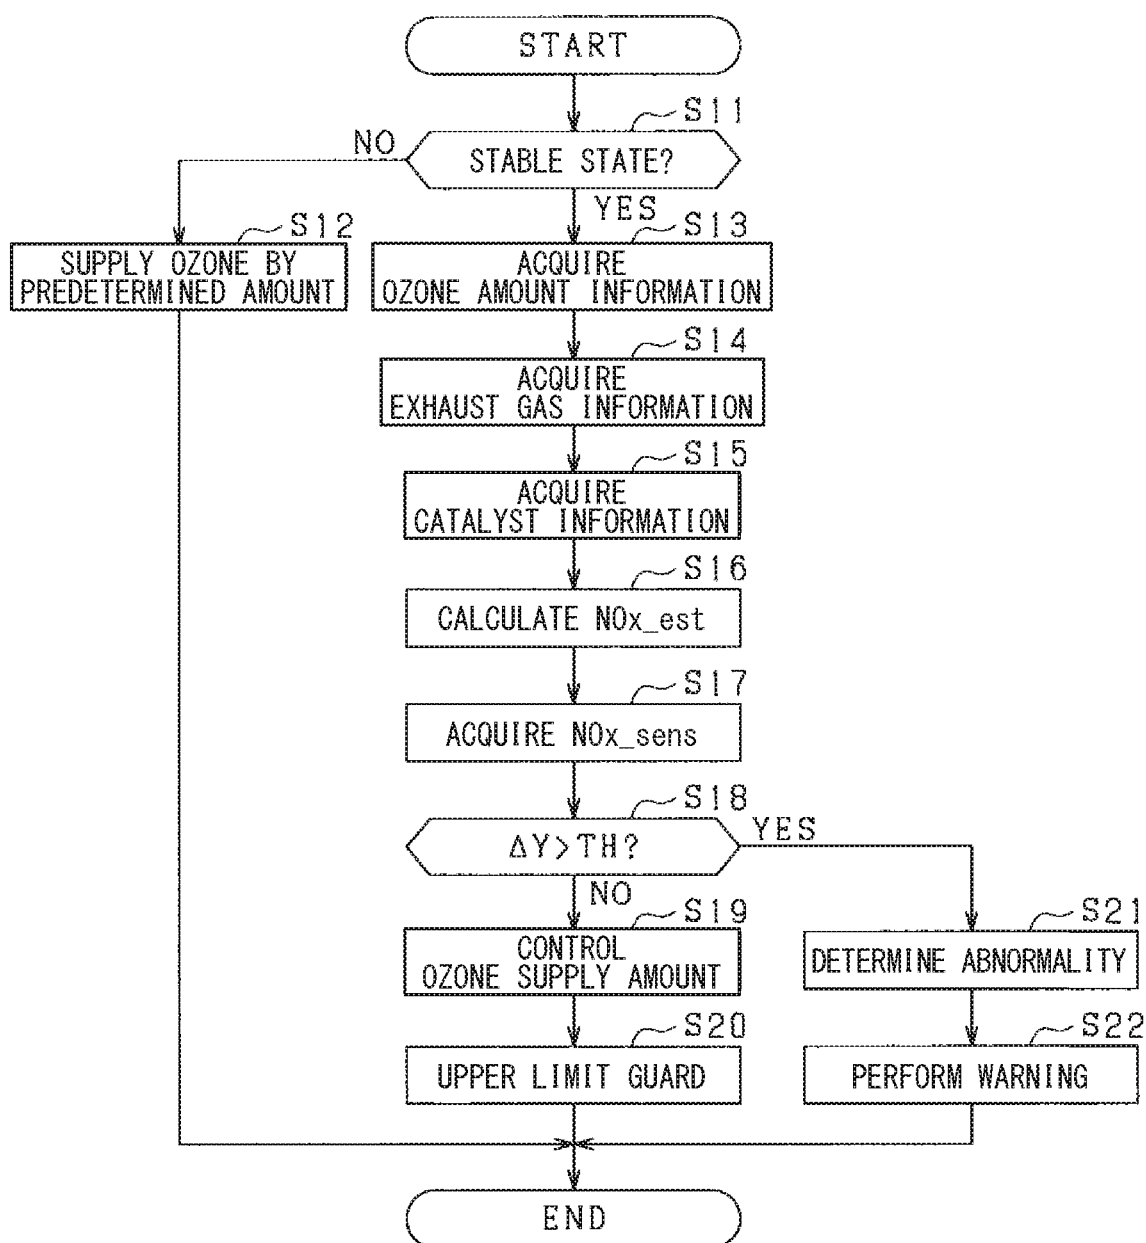 START
S11
STABLE STATE?
NO
YES
S12
SUPPLY OZONE BY
PREDETERMINED AMOUNT
S13
ACQUIRE
OZONE AMOUNT INFORMATION
S14
ACQUIRE
EXHAUST GAS INFORMATION
S15
ACQUIRE
CATALYST INFORMATION
S16
CALCULATE NOx_est
S17
ACQUIRE NOx_sens
S18
ΔY>TH?
YES
NO
S19
CONTROL
OZONE SUPPLY AMOUNT
S20
UPPER LIMIT GUARD
S21
DETERMINE ABNORMALITY
S22
PERFORM WARNING
END